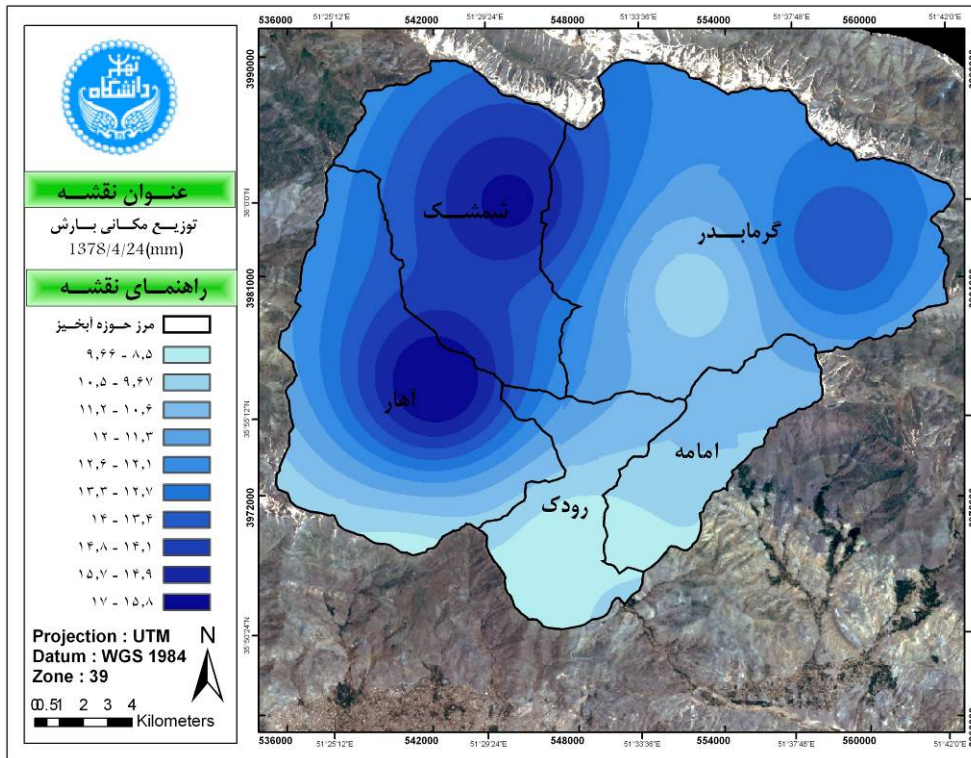 536000 51°25'12"E 542000 51°29'24"E 548000 51°33'36"E 554000 51°37'48"E 560000 51°42'0"E
تهران
دانشگاه
عنوان نقشه
توزیع مکانی بارش
1378/4/24(mm)
راهنمای نقشه
مرز حوزه آبخیز
۹,۶۶ - ۸,۵
۱۰,۵ - ۹,۶۷
۱۱,۲ - ۱۰,۶
۱۲ - ۱۱,۳
۱۲,۶ - ۱۲,۱
۱۳,۳ - ۱۲,۷
۱۴ - ۱۳,۴
۱۴,۸ - ۱۴,۱
۱۵,۷ - ۱۴,۹
۱۷ - ۱۵,۸
Projection : UTM
Datum : WGS 1984
Zone : 39
N
0 0.5 1 2 3 4
Kilometers
3990000
36°0'0"N
3981000
35°55'12"N
3972000
35°50'24"N
شمشک
گرمابدر
آهار
امامه
رودک
536000 51°25'12"E 542000 51°29'24"E 548000 51°33'36"E 554000 51°37'48"E 560000 51°42'0"E